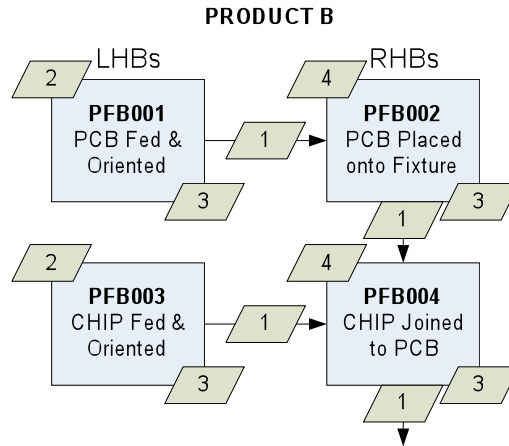 PRODUCT B
LHBs
RHBs
2
PFB001
PCB Fed &
Oriented
3
1
4
PFB002
PCB Placed
onto Fixture
3
1
2
PFB003
CHIP Fed &
Oriented
3
1
4
PFB004
CHIP Joined
to PCB
3
1